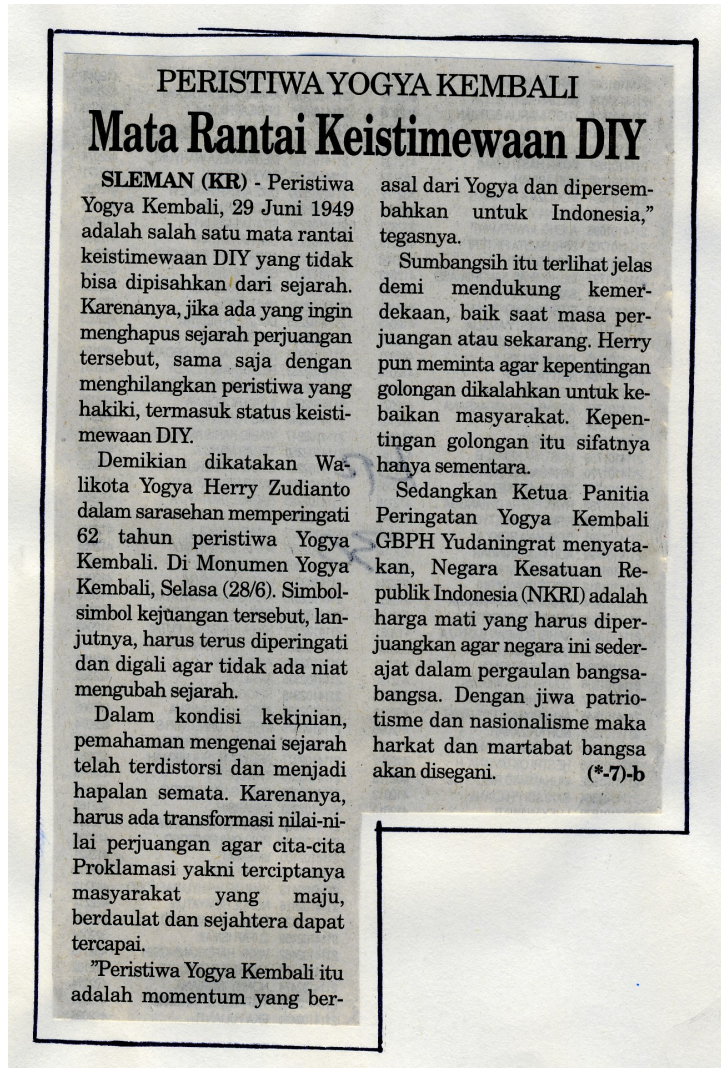 PERISTIWA YOGYA KEMBALI
Mata Rantai Keistimewaan DIY
SLEMAN (KR) - Peristiwa
Yogya Kembali, 29 Juni 1949
adalah salah satu mata rantai
keistimewaan DIY yang tidak
bisa dipisahkan dari sejarah.
Karenanya, jika ada yang ingin
menghapus sejarah perjuangan
tersebut, sama saja dengan
menghilangkan peristiwa yang
hakiki, termasuk status keisti-
mewaan DIY.
Demikian dikatakan Wa-
likota Yogya Herry Zudianto
dalam sarasehan memperingati
62 tahun peristiwa Yogya
Kembali. Di Monumen Yogya
Kembali, Selasa (28/6). Simbol-
simbol kejuangan tersebut, lan-
jutnya, harus terus diperingati
dan digali agar tidak ada niat
mengubah sejarah.
Dalam kondisi kekinian,
pemahaman mengenai sejarah
telah terdistorsi dan menjadi
hapalan semata. Karenanya,
harus ada transformasi nilai-ni-
lai perjuangan agar cita-cita
Proklamasi yakni terciptanya
masyarakat yang maju,
berdaulat dan sejahtera dapat
tercapai.
"Peristiwa Yogya Kembali itu
adalah momentum yang ber-
asal dari Yogya dan dipersem-
bahkan untuk Indonesia,"
tegasnya.
Sumbangsih itu terlihat jelas
demi mendukung kemer-
dekaan, baik saat masa per-
juangan atau sekarang. Herry
pun meminta agar kepentingan
golongan dikalahkan untuk ke-
baikan masyarakat. Kepen-
tingan golongan itu sifatnya
hanya sementara.
Sedangkan Ketua Panitia
Peringatan Yogya Kembali
GBPH Yudaningrat menyata-
kan, Negara Kesatuan Re-
publik Indonesia (NKRI) adalah
harga mati yang harus diper-
juangkan agar negara ini seder-
ajat dalam pergaulan bangsa-
bangsa. Dengan jiwa patrio-
tisme dan nasionalisme maka
harkat dan martabat bangsa
akan disegani. (*-7)-b